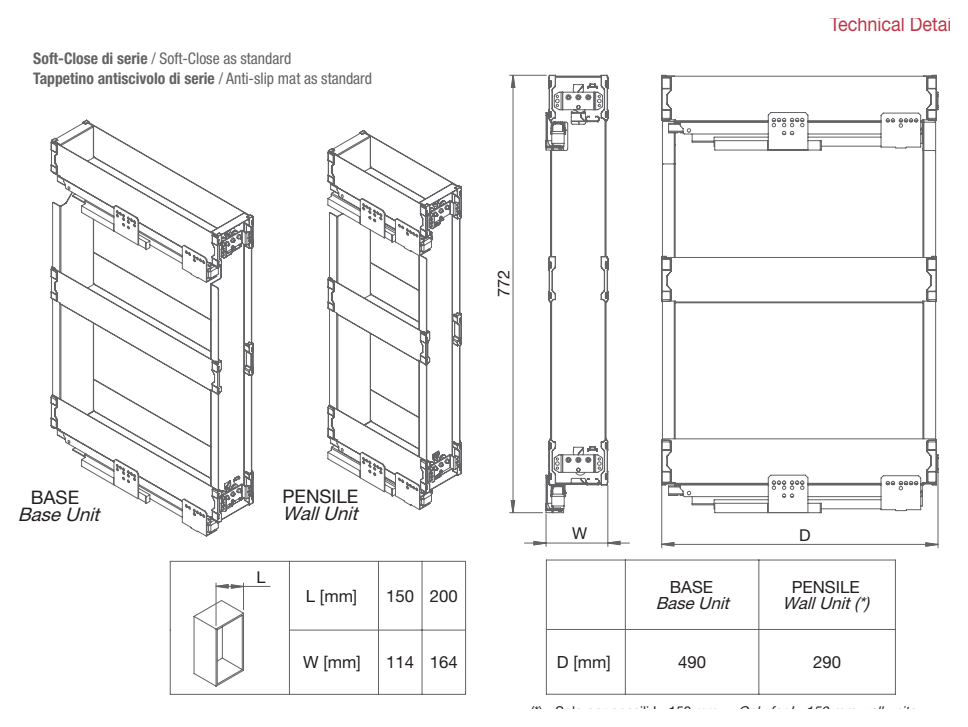 Technical Detai
Soft-Close di serie / Soft-Close as standard
Tappetino antiscivolo di serie / Anti-slip mat as standard
772
BASE
Base Unit
PENSILE
Wall Unit
W
D
L
L [mm] 150 200
W [mm] 114 164
BASE
Base Unit
PENSILE
Wall Unit (*)
D [mm] 490 290